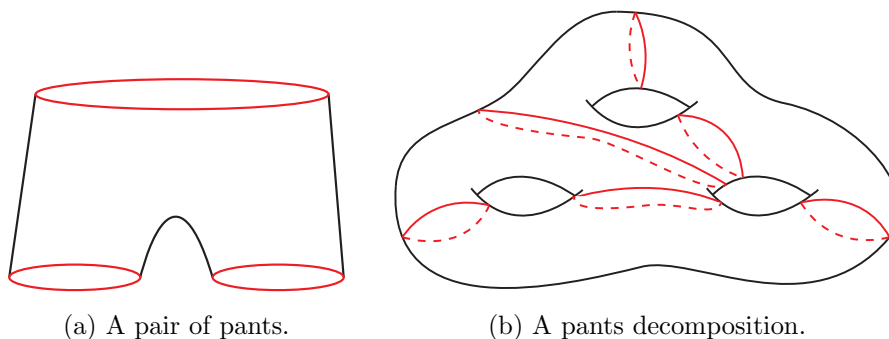 (a) A pair of pants.
(b) A pants decomposition.